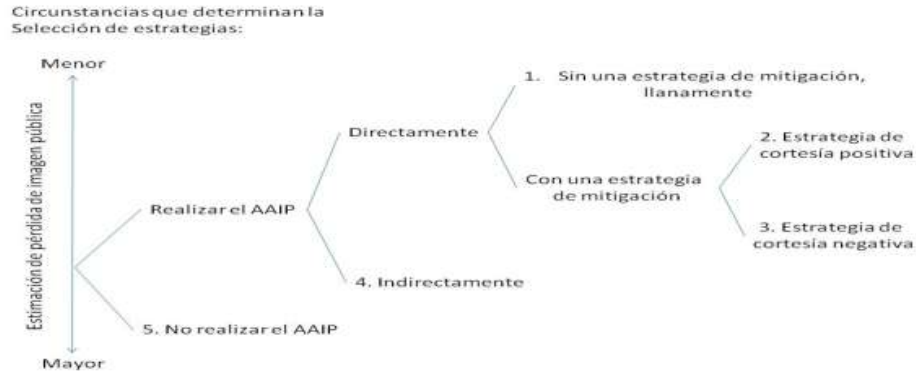 Circunstancias que determinan la
Selección de estrategias:
Menor
Estimación de pérdida de imagen pública
1. Sin una estrategia de mitigación,
llanamente
Directamente
2. Estrategia de
cortesía positiva
Con una estrategia
de mitigación
Realizar el AAIP
3. Estrategia de
cortesía negativa
4. Indirectamente
5. No realizar el AAIP
Mayor